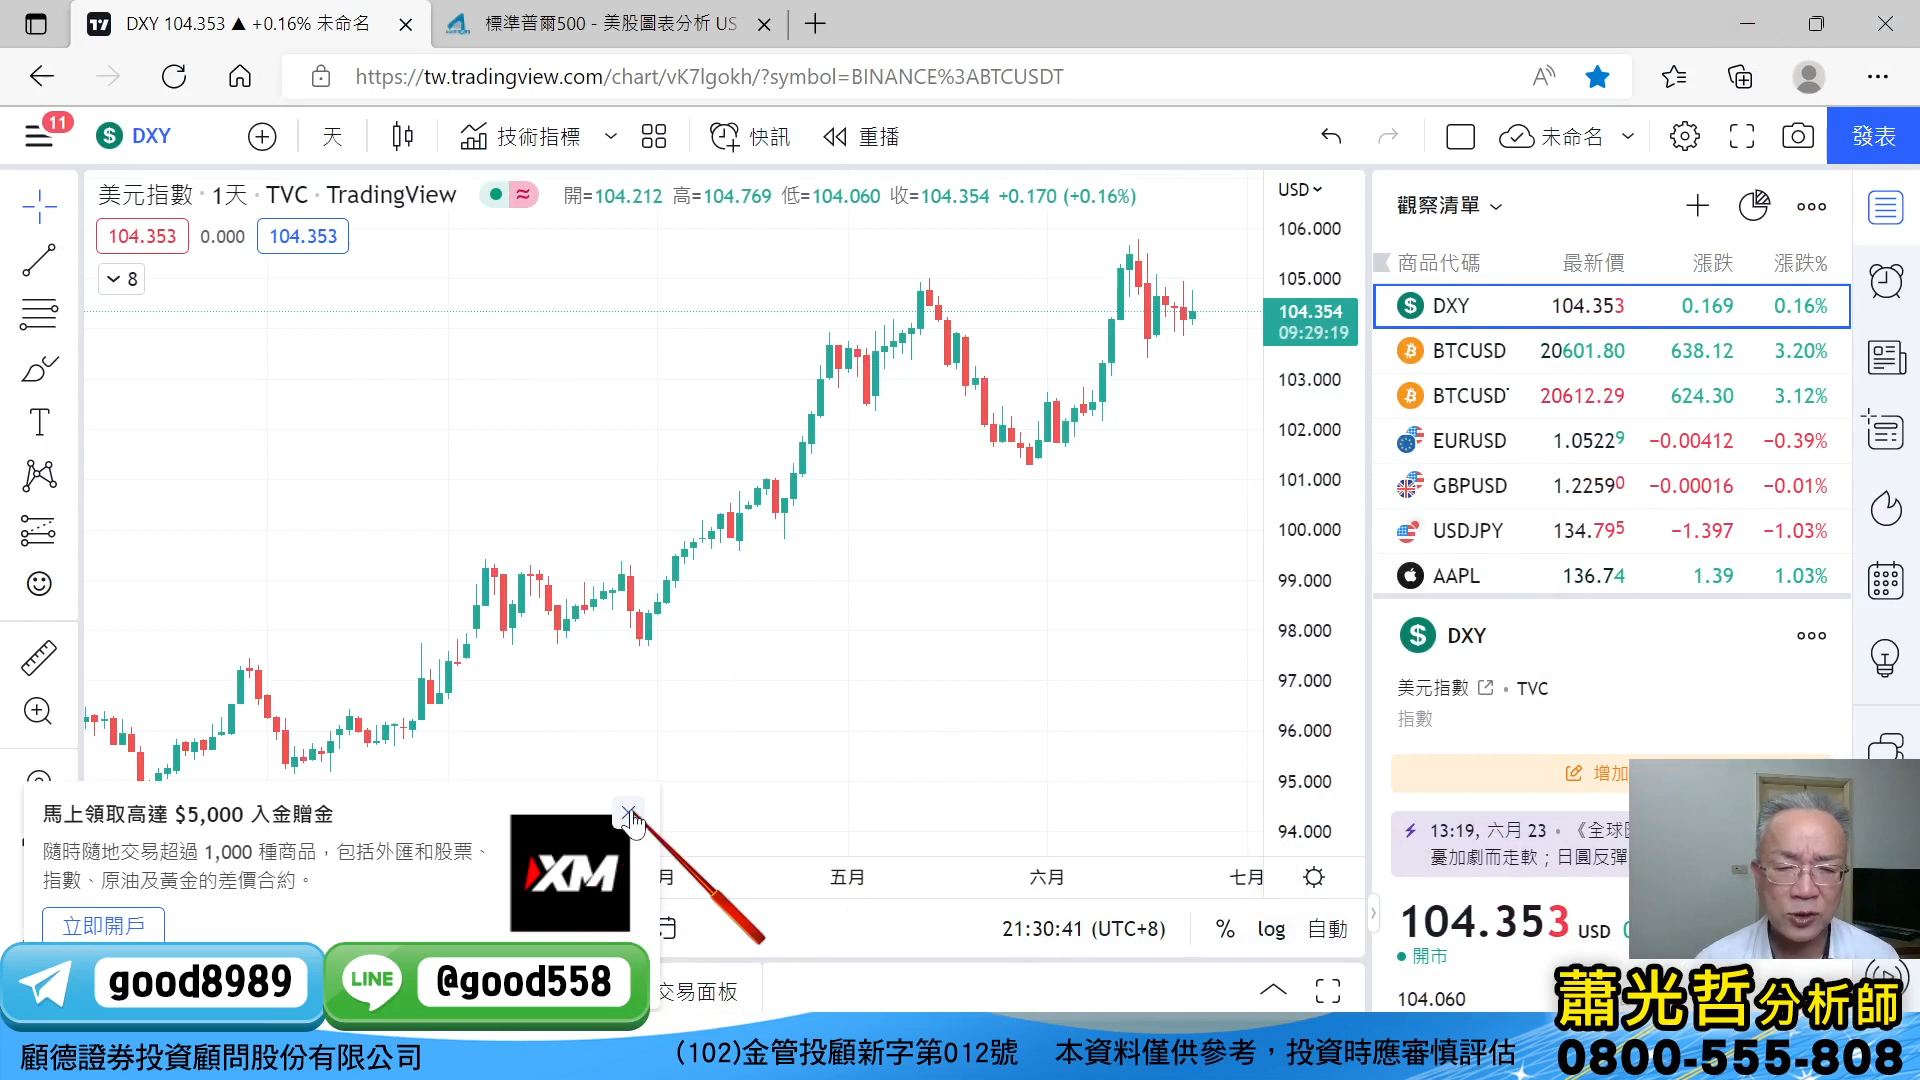 DXY 104.353 ▲ +0.16% 未命名
標準普爾500 - 美股圖表分析 US
https://tw.tradingview.com/chart/vK7lgokh/?symbol=BINANCE%3ABTCUSDT
11
DXY
天
技術指標
快訊
重播
未命名
發表
美元指數 · 1天 · TVC · TradingView
開=104.212 高=104.769 低=104.060 收=104.354 +0.170 (+0.16%)
104.353 0.000 104.353
8
USD
106.000
105.000
104.354
09:29:19
103.000
102.000
101.000
100.000
99.000
98.000
97.000
96.000
95.000
94.000
月 五月 六月 七月
21:30:41 (UTC+8) % log 自動
交易面板
觀察清單
商品代碼 最新價 漲跌 漲跌%
DXY 104.353 0.169 0.16%
BTCUSD 20601.80 638.12 3.20%
BTCUSD 20612.29 624.30 3.12%
EURUSD 1.05229 −0.00412 −0.39%
GBPUSD 1.22590 −0.00016 −0.01%
USDJPY 134.795 −1.397 −1.03%
AAPL 136.74 1.39 1.03%
DXY
美元指數 • TVC
指數
增加
13:19, 六月 23 • 《全球
憂加劇而走軟；日圓反彈
104.353 USD
開市
104.060
馬上領取高達 $5,000 入金贈金
隨時隨地交易超過 1,000 種商品，包括外匯和股票、
指數、原油及黃金的差價合約。
立即開戶
XM
good8989
LINE @good558
蕭光哲分析師
0800-555-808
顧德證券投資顧問股份有限公司
(102)金管投顧新字第012號 本資料僅供參考，投資時應審慎評估